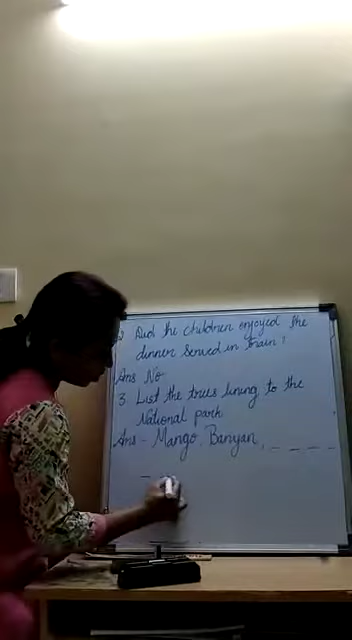 2 Did the children enjoyed the
dinner served in train?
Ans No
3 List the trees lining to the
National park
Ans - Mango, Banyan, _ _ _ _
_